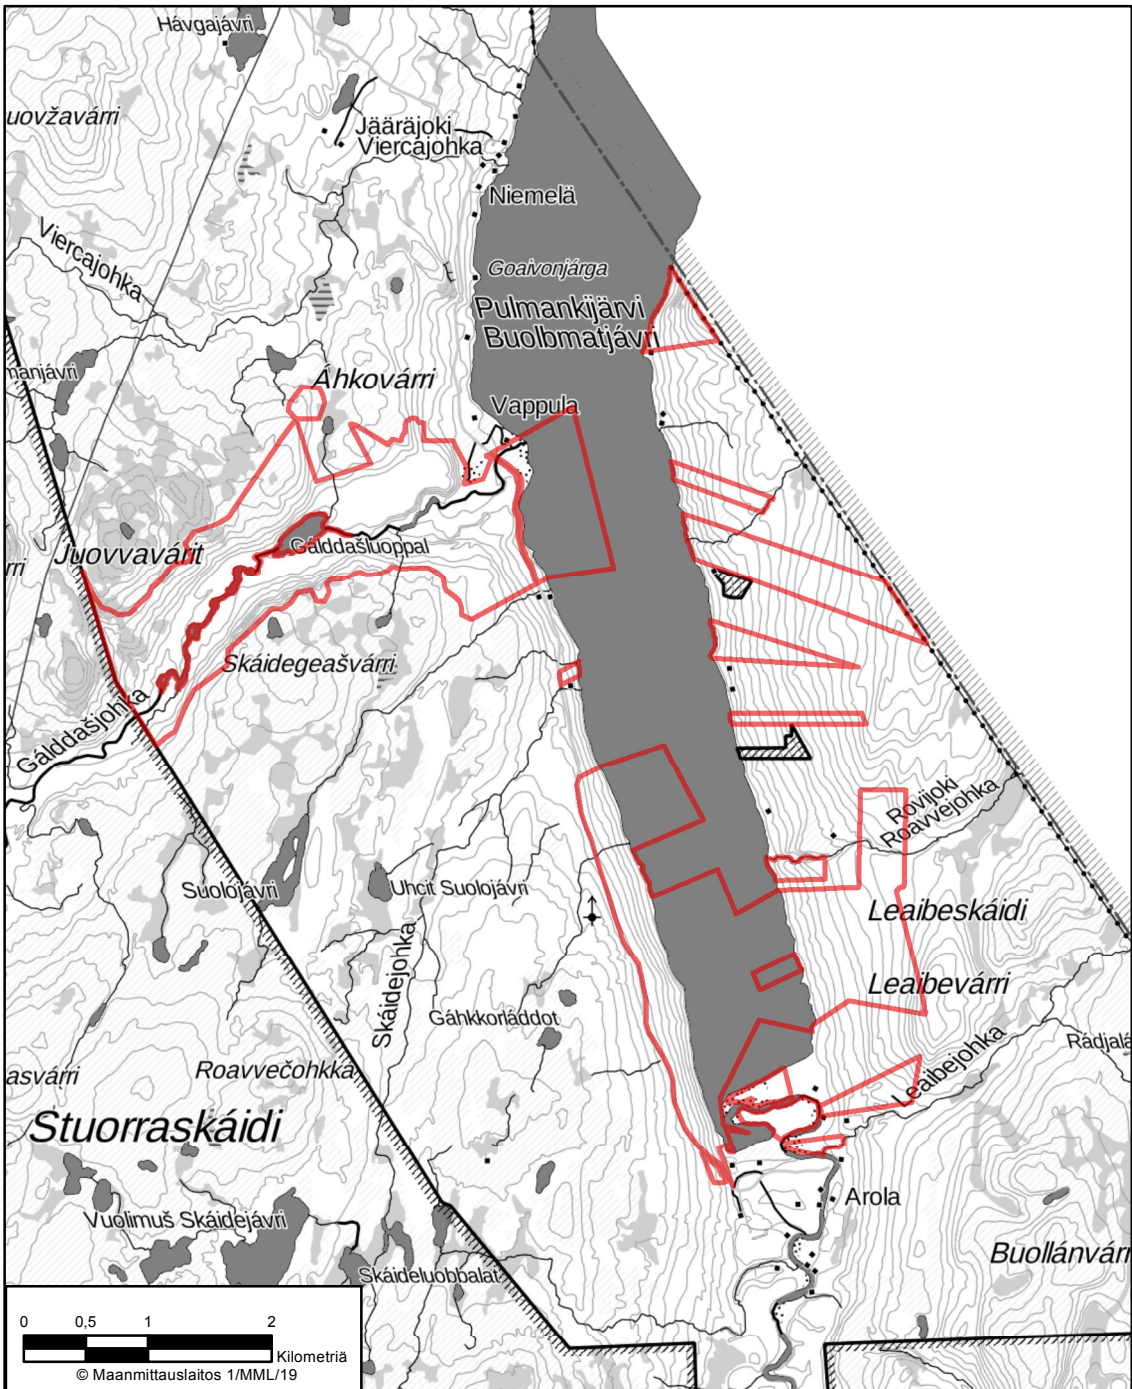 Hávgajávri
uovžavárri
Jääräjoki
Viercajohka
Niemelä
Viercajohka
Goaivonjárga
Pulmankijärvi
Buolbmatjávri
manjávri
Áhkovárri
Vappula
Juovvavárit
rri
Gálddašluoppal
Skáidegeašvárri
Gálddašjohka
Rovijoki
Roavvejohka
Suolojávri
Uhcit Suolojávri
Leaibeskáidi
Skáidejohka
Leaibevárri
Gáhkkorláddot
Rádjalá
asvárri
Roavvečohkka
Leaibejohka
Stuorraskáidi
Arola
Vuolimuš Skáidejávri
Buollánvárri
Skáideluobbalat
0 0,5 1 2
Kilometriä
© Maanmittauslaitos 1/MML/19